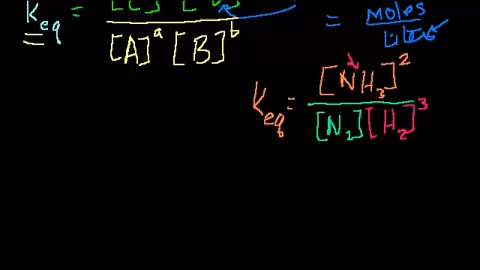 Keq = [C] [D] = moles/liter
[A]ᵃ [B]ᵇ
Keq = [NH₃]² / [N₂][H₂]³